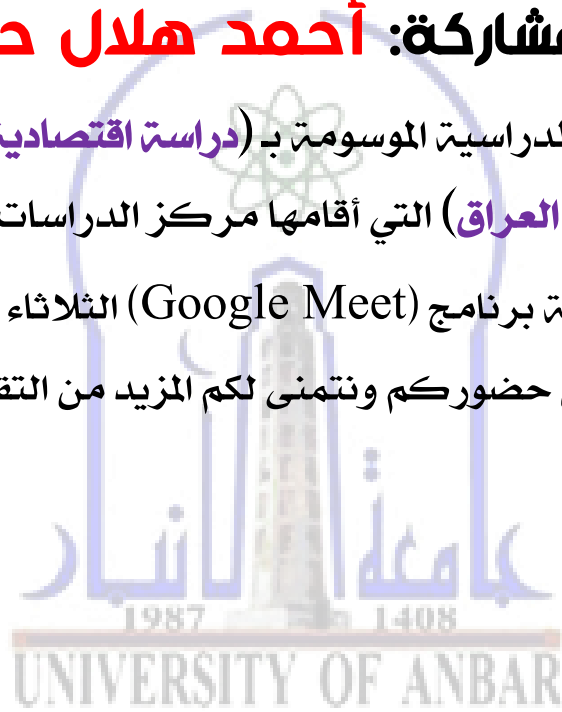 مشاركة: أحمد هلال
الدراسية الموسومة بـ (دراسة اقتصادية
العراق) التي أقامها مركز الدراسات
برنامج (Google Meet) الثلاثاء
حضوركم ونتمنى لكم المزيد من
جامعة الانبار
1987 1408
UNIVERSITY OF ANBAR